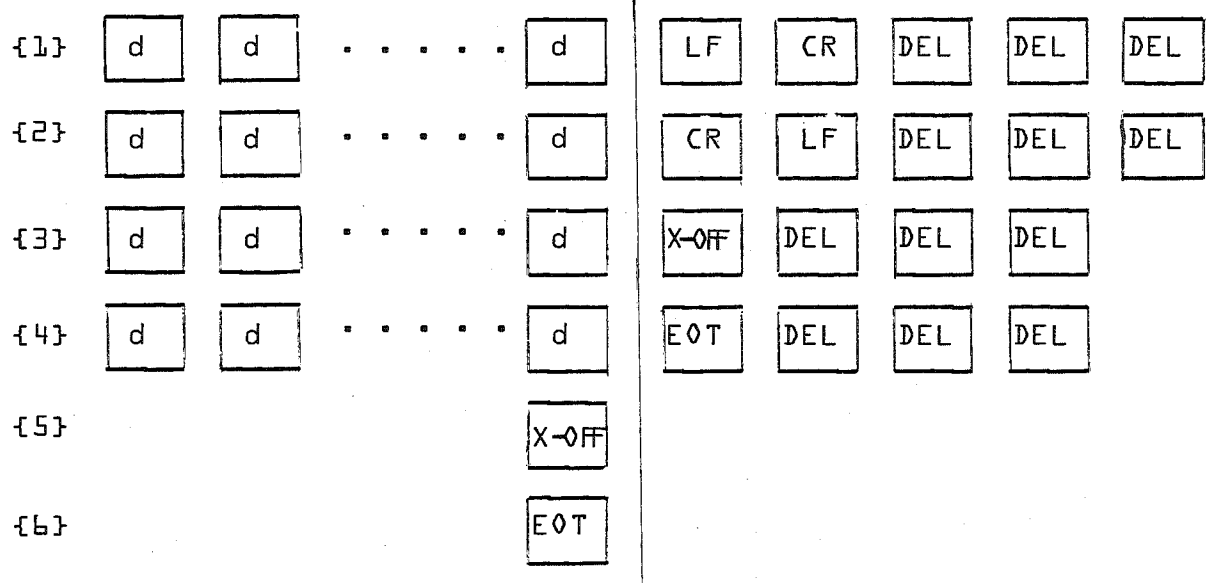 {1} d d . . . . . d LF CR DEL DEL DEL
{2} d d . . . . . d CR LF DEL DEL DEL
{3} d d . . . . . d X-OFF DEL DEL DEL
{4} d d . . . . . d EOT DEL DEL DEL
{5} X-OFF
{6} EOT